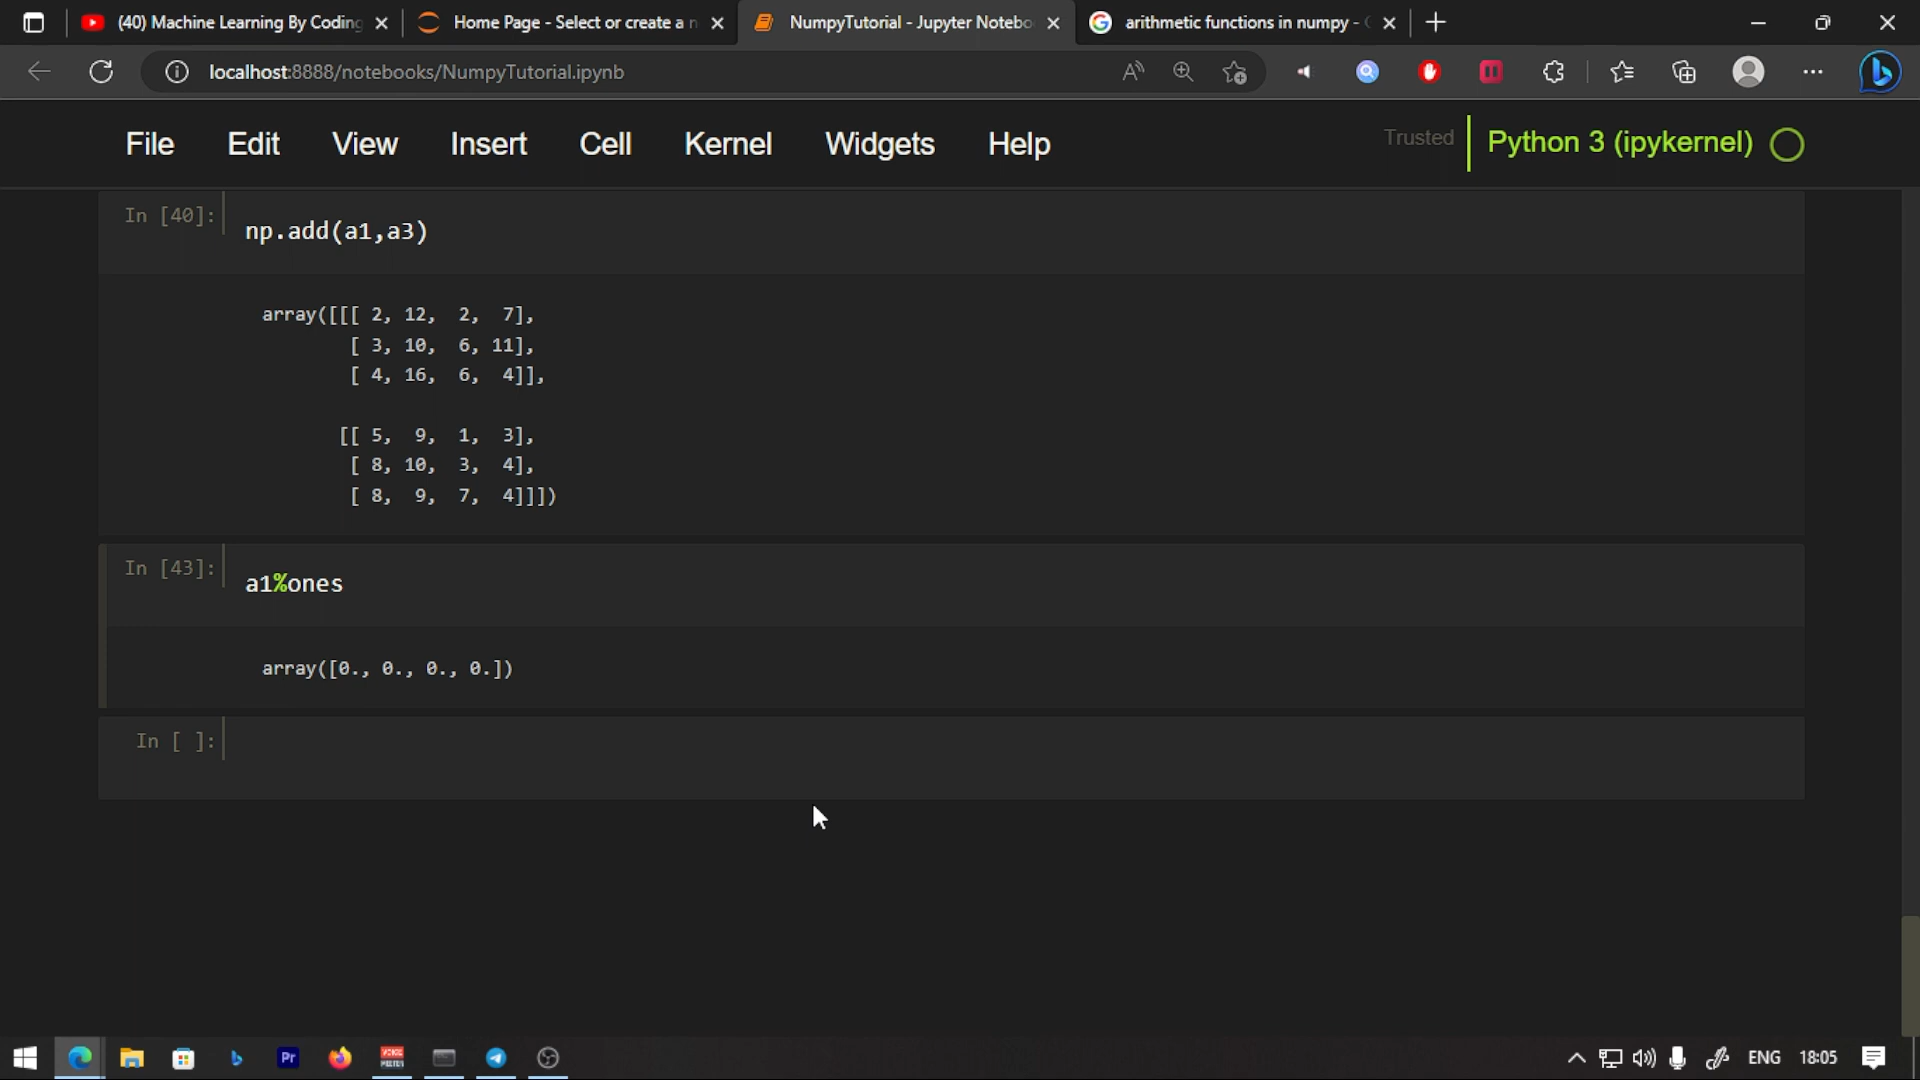 (40) Machine Learning By Coding
Home Page - Select or create a n
NumpyTutorial - Jupyter Notebo
arithmetic functions in numpy -
localhost:8888/notebooks/NumpyTutorial.ipynb
File Edit View Insert Cell Kernel Widgets Help
Trusted
Python 3 (ipykernel)
In [40]:
np.add(a1,a3)
array([[[ 2, 12,  2,  7],
[ 3, 10,  6, 11],
[ 4, 16,  6,  4]],
[[ 5,  9,  1,  3],
[ 8, 10,  3,  4],
[ 8,  9,  7,  4]]])
In [43]:
a1%ones
array([0., 0., 0., 0.])
In [ ]:
Pr
ENG 18:05